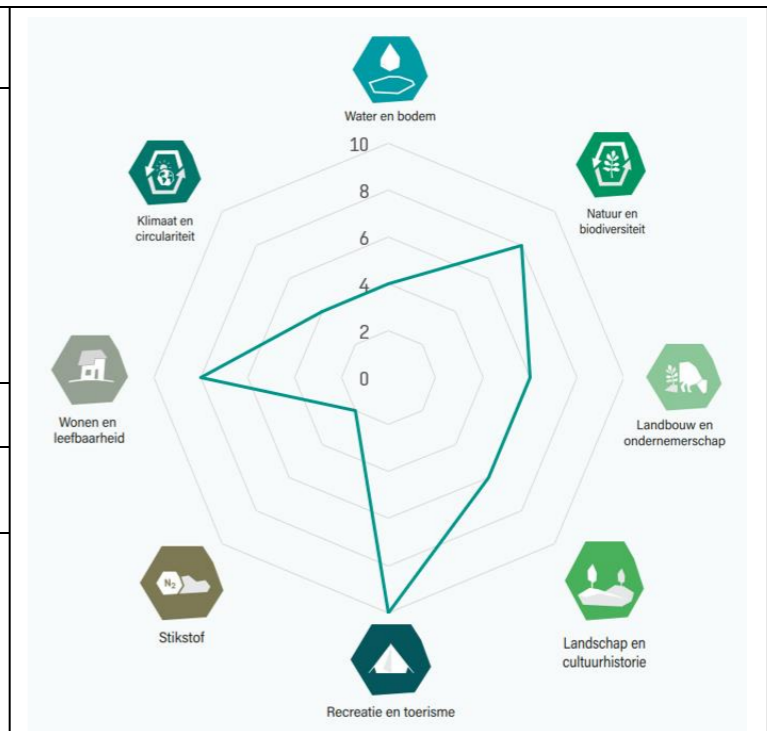 Water en bodem
10
8
6
4
2
0
Natuur en
biodiversiteit
Landbouw en
ondernemerschap
Landschap en
cultuurhistorie
Recreatie en toerisme
N₂
Stikstof
Wonen en
leefbaarheid
Klimaat en
circulariteit